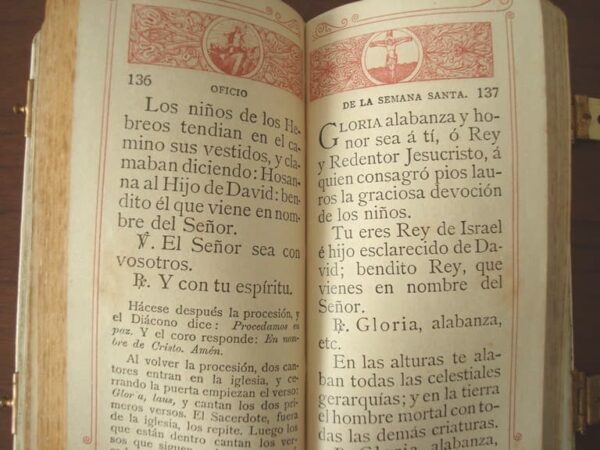 136
OFICIO
Los niños de los He-
breos tendian en el ca-
mino sus vestidos, y cla-
maban diciendo: Hosan-
na al Hijo de David: ben-
dito él que viene en nom-
bre del Señor.
℣. El Señor sea con
vosotros.
℟. Y con tu espíritu.
Hácese después la procesión, y
el Diácono dice: Procedamos en
paz. Y el coro responde: En nom-
bre de Cristo. Amén.
Al volver la procesión, dos can-
tores entran en la iglesia, y ce-
rrando la puerta empiezan el verso:
Glor a, laus, y cantan los dos pri-
meros versos. El Sacerdote, fuera
de la iglesia, los repite. Luego los
que están dentro cantan los ver-
sos que siguen
DE LA SEMANA SANTA. 137
GLORIA alabanza y ho-
nor sea á tí, ó Rey
y Redentor Jesucristo, á
quien consagró pios lau-
ros la graciosa devoción
de los niños.
Tu eres Rey de Israel
é hijo esclarecido de Da-
vid; bendito Rey, que
vienes en nombre del
Señor.
℟. Gloria, alabanza,
etc.
En las alturas te ala-
ban todas las celestiales
gerarquías; y en la tierra
el hombre mortal con to-
das las demás criaturas.
℟. Gloria, alabanza,